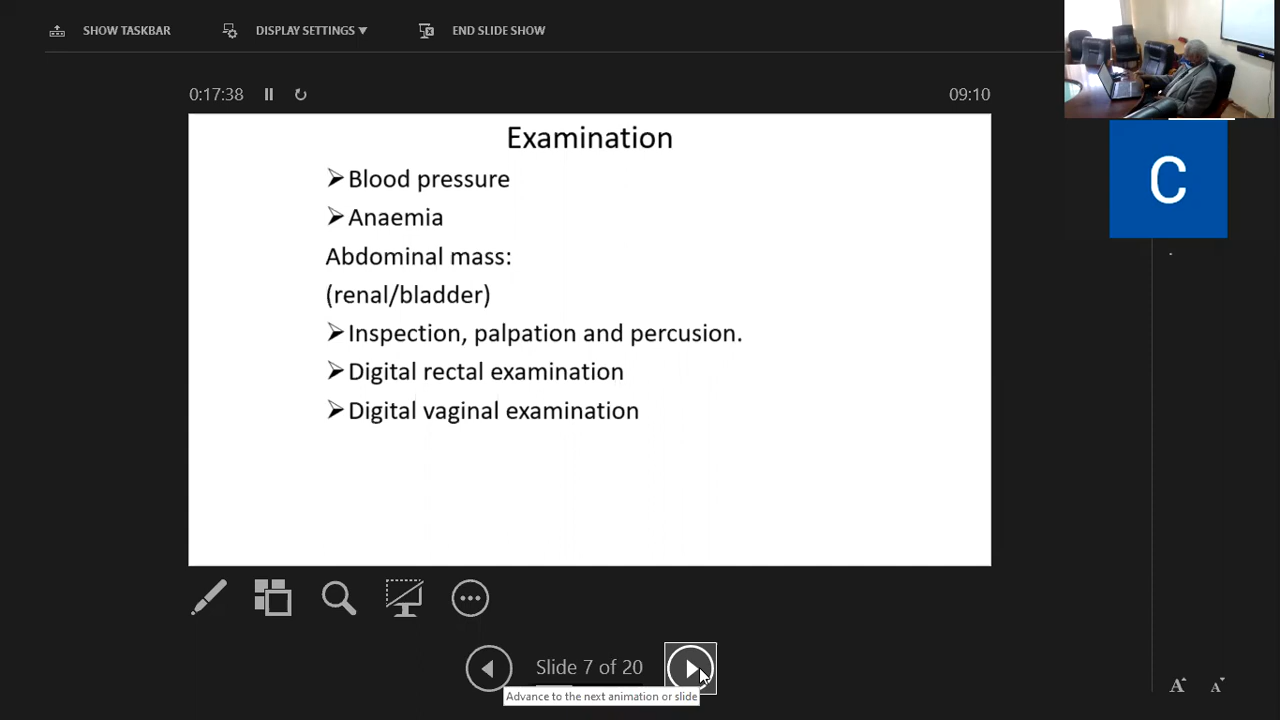 SHOW TASKBAR
DISPLAY SETTINGS
END SLIDE SHOW
0:17:38
09:10
Examination
Blood pressure
Anaemia
Abdominal mass:
(renal/bladder)
Inspection, palpation and percusion.
Digital rectal examination
Digital vaginal examination
C
Slide 7 of 20
Advance to the next animation or slide
A
A